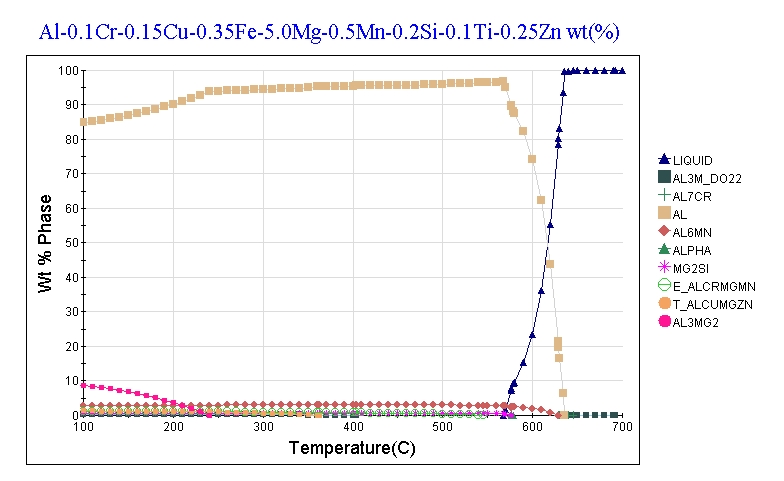 Al-0.1Cr-0.15Cu-0.35Fe-5.0Mg-0.5Mn-0.2Si-0.1Ti-0.25Zn wt(%)
100
90
80
70
60
50
40
30
20
10
0
Wt % Phase
100 200 300 400 500 600 700
Temperature(C)
LIQUID
AL3M_DO22
AL7CR
AL
AL6MN
ALPHA
MG2SI
E_ALCRMGMN
T_ALCUMGZN
AL3MG2